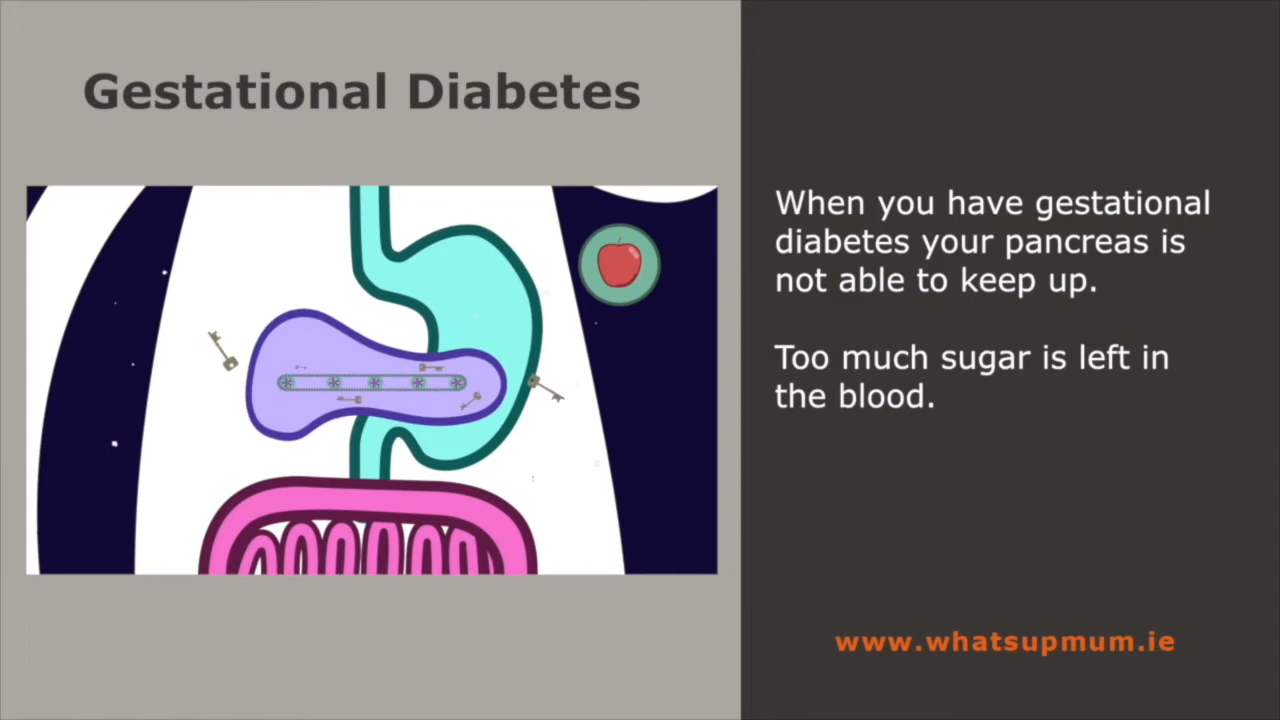 Gestational Diabetes
When you have gestational
diabetes your pancreas is
not able to keep up.
Too much sugar is left in
the blood.
www.whatsupmum.ie